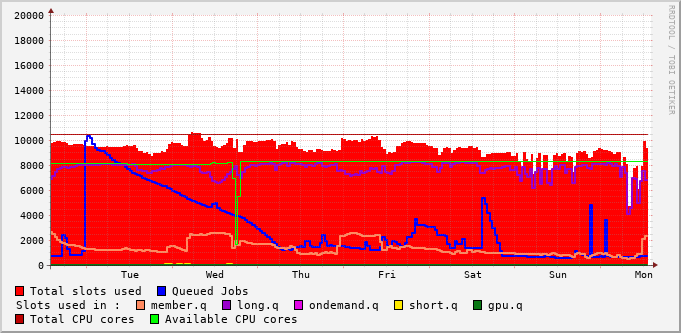 20000
18000
16000
14000
12000
10000
8000
6000
4000
2000
0
Tue Wed Thu Fri Sat Sun Mon
Total slots used Queued Jobs
Slots used in : member.q long.q ondemand.q short.q gpu.q
Total CPU cores Available CPU cores
RRDTOOL / TOBI OETIKER